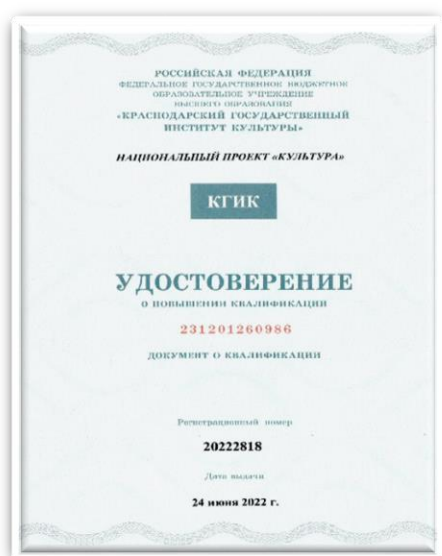 РОССИЙСКАЯ ФЕДЕРАЦИЯ
ФЕДЕРАЛЬНОЕ ГОСУДАРСТВЕННОЕ БЮДЖЕТНОЕ
ОБРАЗОВАТЕЛЬНОЕ УЧРЕЖДЕНИЕ
ВЫСШЕГО ОБРАЗОВАНИЯ
«КРАСНОДАРСКИЙ ГОСУДАРСТВЕННЫЙ
ИНСТИТУТ КУЛЬТУРЫ»
НАЦИОНАЛЬНЫЙ ПРОЕКТ «КУЛЬТУРА»
КГИК
УДОСТОВЕРЕНИЕ
О ПОВЫШЕНИИ КВАЛИФИКАЦИИ
231201260986
ДОКУМЕНТ О КВАЛИФИКАЦИИ
Регистрационный номер
20222818
Дата выдачи
24 июня 2022 г.